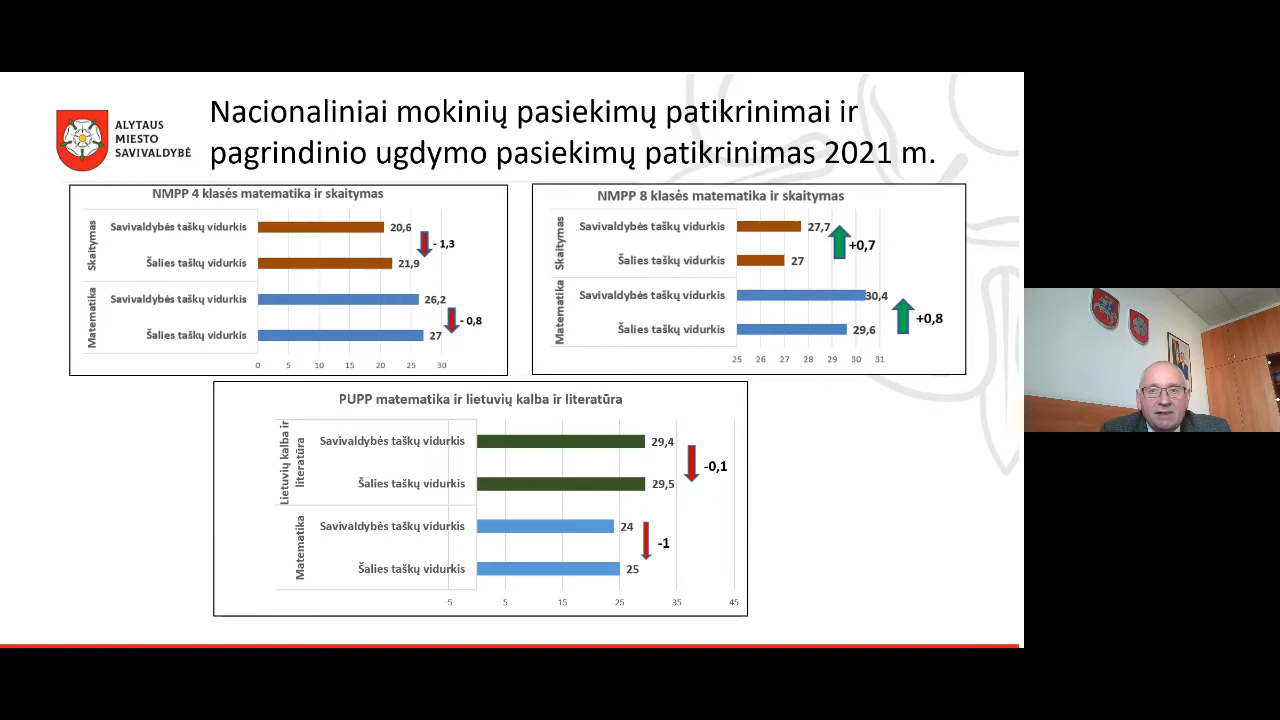 ALYTAUS
MIESTO
SAVIVALDYBĖ
Nacionaliniai mokinių pasiekimų patikrinimai ir
pagrindinio ugdymo pasiekimų patikrinimas 2021 m.
NMPP 4 klasės matematika ir skaitymas
Skaitymas
Savivaldybės taškų vidurkis 20,6
- 1,3
Šalies taškų vidurkis 21,9
Matematika
Savivaldybės taškų vidurkis 26,2
- 0,8
Šalies taškų vidurkis 27
0 5 10 15 20 25 30
NMPP 8 klasės matematika ir skaitymas
Skaitymas
Savivaldybės taškų vidurkis 27,7
+0,7
Šalies taškų vidurkis 27
Matematika
Savivaldybės taškų vidurkis 30,4
+0,8
Šalies taškų vidurkis 29,6
25 26 27 28 29 30 31
PUPP matematika ir lietuvių kalba ir literatūra
Lietuvių kalba ir
literatūra
Savivaldybės taškų vidurkis 29,4
-0,1
Šalies taškų vidurkis 29,5
Matematika
Savivaldybės taškų vidurkis 24
-1
Šalies taškų vidurkis 25
-5 5 15 25 35 45